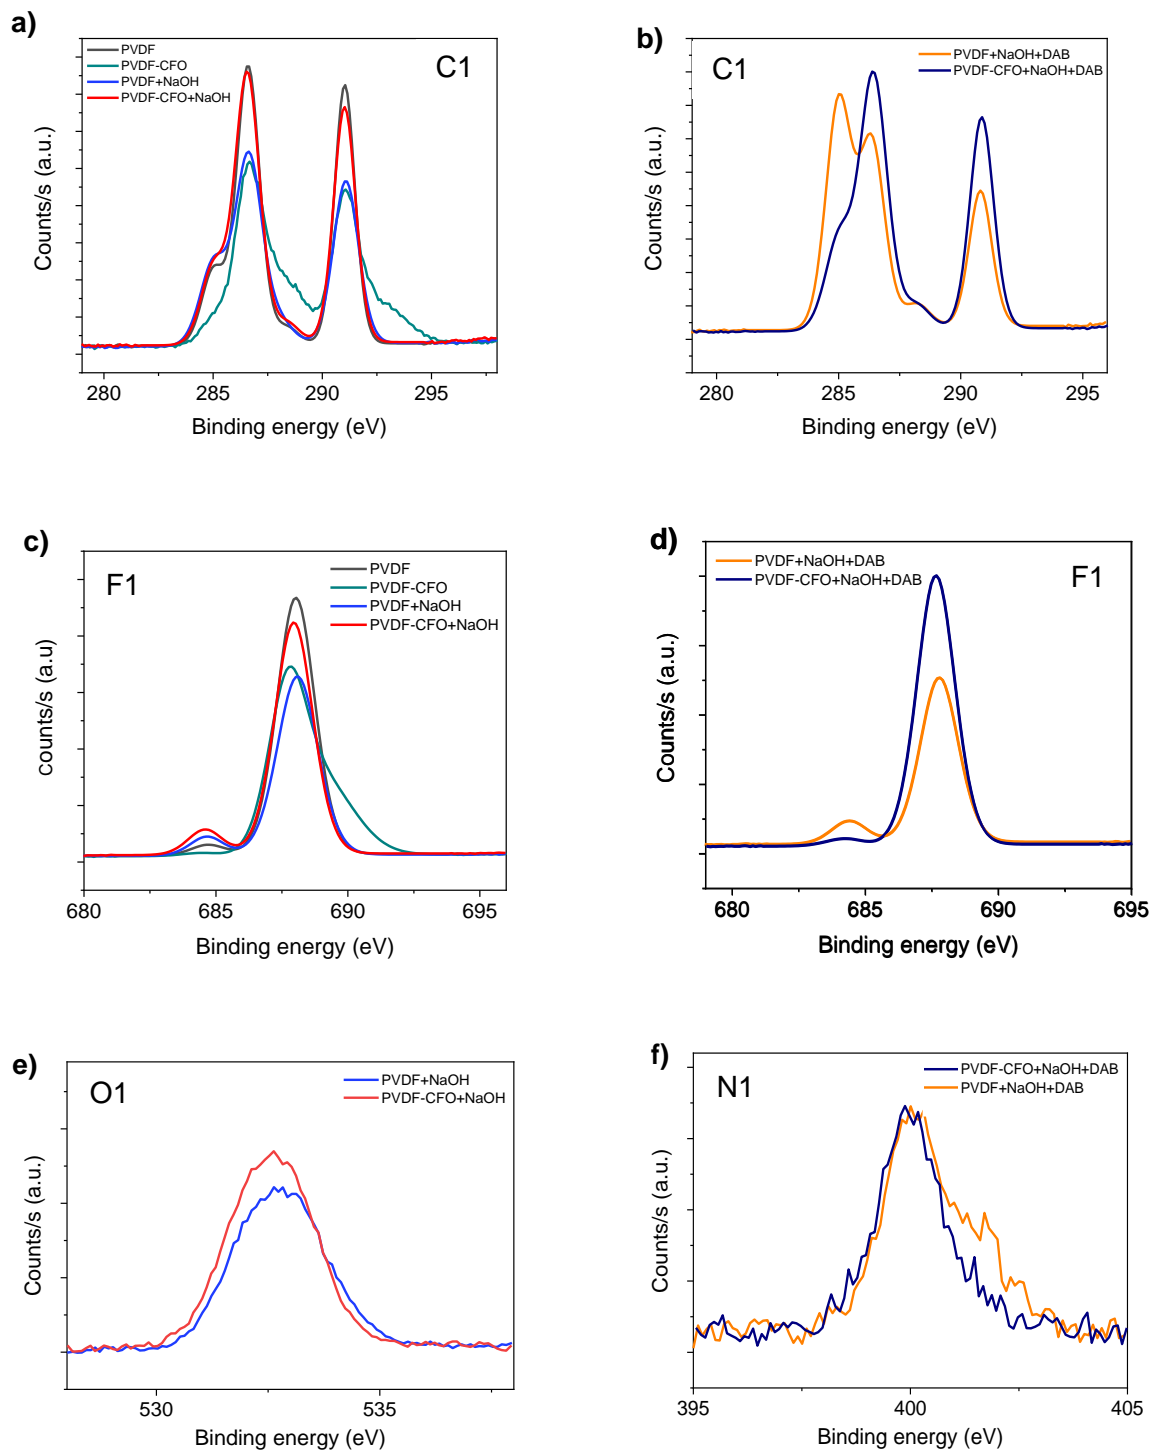 a)
PVDF
PVDF-CFO
PVDF+NaOH
PVDF-CFO+NaOH
C1
Counts/s (a.u.)
280 285 290 295
Binding energy (eV)
b)
PVDF+NaOH+DAB
PVDF-CFO+NaOH+DAB
C1
Counts/s (a.u.)
280 285 290 295
Binding energy (eV)
c)
PVDF
PVDF-CFO
PVDF+NaOH
PVDF-CFO+NaOH
F1
counts/s (a.u)
680 685 690 695
Binding energy (eV)
d)
PVDF+NaOH+DAB
PVDF-CFO+NaOH+DAB
F1
Counts/s (a.u.)
680 685 690 695
Binding energy (eV)
e)
PVDF+NaOH
PVDF-CFO+NaOH
O1
Counts/s (a.u.)
530 535
Binding energy (eV)
f)
PVDF-CFO+NaOH+DAB
PVDF+NaOH+DAB
N1
Counts/s (a.u.)
395 400 405
Binding energy (eV)